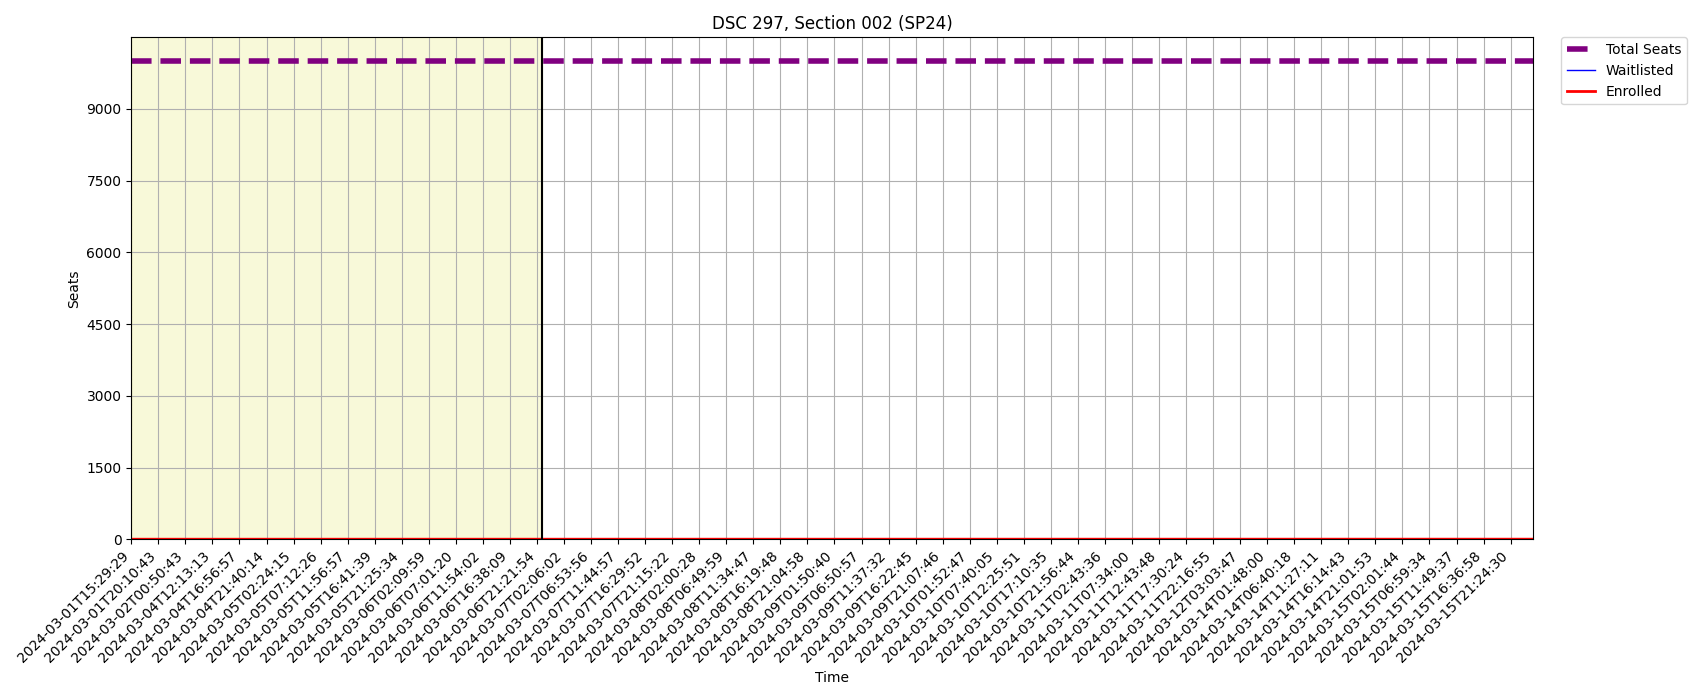 DSC 297, Section 002 (SP24)
Total Seats
Waitlisted
Enrolled
9000
7500
6000
4500
3000
1500
0
Seats
2024-03-01T15:29:29
2024-03-01T20:10:43
2024-03-02T00:50:43
2024-03-04T12:13:13
2024-03-04T16:56:57
2024-03-04T21:40:14
2024-03-05T02:24:15
2024-03-05T07:12:26
2024-03-05T11:56:57
2024-03-05T16:41:39
2024-03-05T21:25:34
2024-03-06T02:09:59
2024-03-06T07:01:20
2024-03-06T11:54:02
2024-03-06T16:38:09
2024-03-06T21:21:54
2024-03-07T02:06:02
2024-03-07T06:53:56
2024-03-07T11:44:57
2024-03-07T16:29:52
2024-03-07T21:15:22
2024-03-08T02:00:28
2024-03-08T06:49:59
2024-03-08T11:34:47
2024-03-08T16:19:48
2024-03-08T21:04:58
2024-03-09T01:50:40
2024-03-09T06:50:57
2024-03-09T11:37:32
2024-03-09T16:22:45
2024-03-09T21:07:46
2024-03-10T01:52:47
2024-03-10T07:40:05
2024-03-10T12:25:51
2024-03-10T17:10:35
2024-03-10T21:56:44
2024-03-11T02:43:36
2024-03-11T07:34:00
2024-03-11T12:43:48
2024-03-11T17:30:24
2024-03-11T22:16:55
2024-03-12T03:03:47
2024-03-14T01:48:00
2024-03-14T06:40:18
2024-03-14T11:27:11
2024-03-14T16:14:43
2024-03-14T21:01:53
2024-03-15T02:01:44
2024-03-15T06:59:34
2024-03-15T11:49:37
2024-03-15T16:36:58
2024-03-15T21:24:30
Time